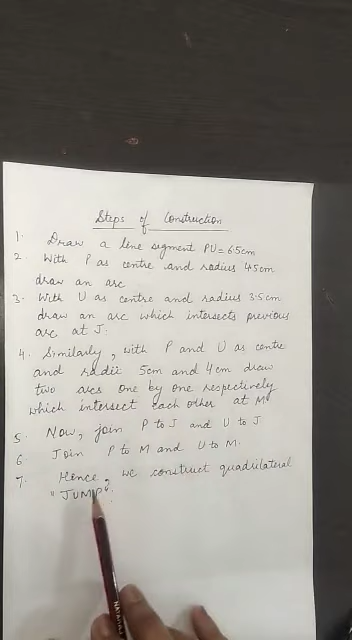 Steps of Construction
1. Draw a line segment PU = 6.5cm
2. With P as centre and radius 4.5cm
draw an arc
3. With U as centre and radius 3.5cm
draw an arc which intersects previous
arc at J.
4. Similarly, with P and U as centre
and radii 5cm and 4cm draw
two arcs one by one respectively
which intersect each other at M
5. Now, join P to J and U to J
6. Join P to M and U to M.
7. Hence, we construct quadrilateral
"JUMP".